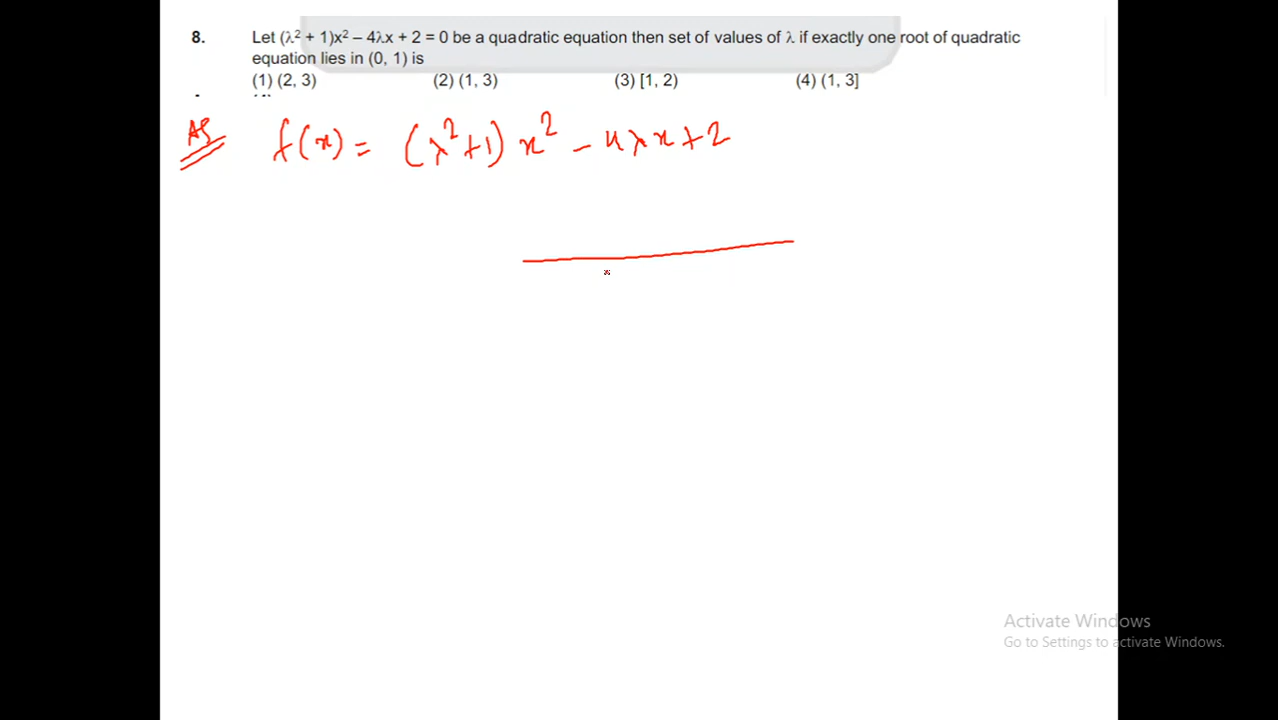 8. Let (λ² + 1)x² – 4λx + 2 = 0 be a quadratic equation then set of values of λ if exactly one root of quadratic
equation lies in (0, 1) is
(1) (2, 3) (2) (1, 3) (3) [1, 2) (4) (1, 3]
f(x) = (λ²+1) x² - 4λx+2
Activate Windows
Go to Settings to activate Windows.